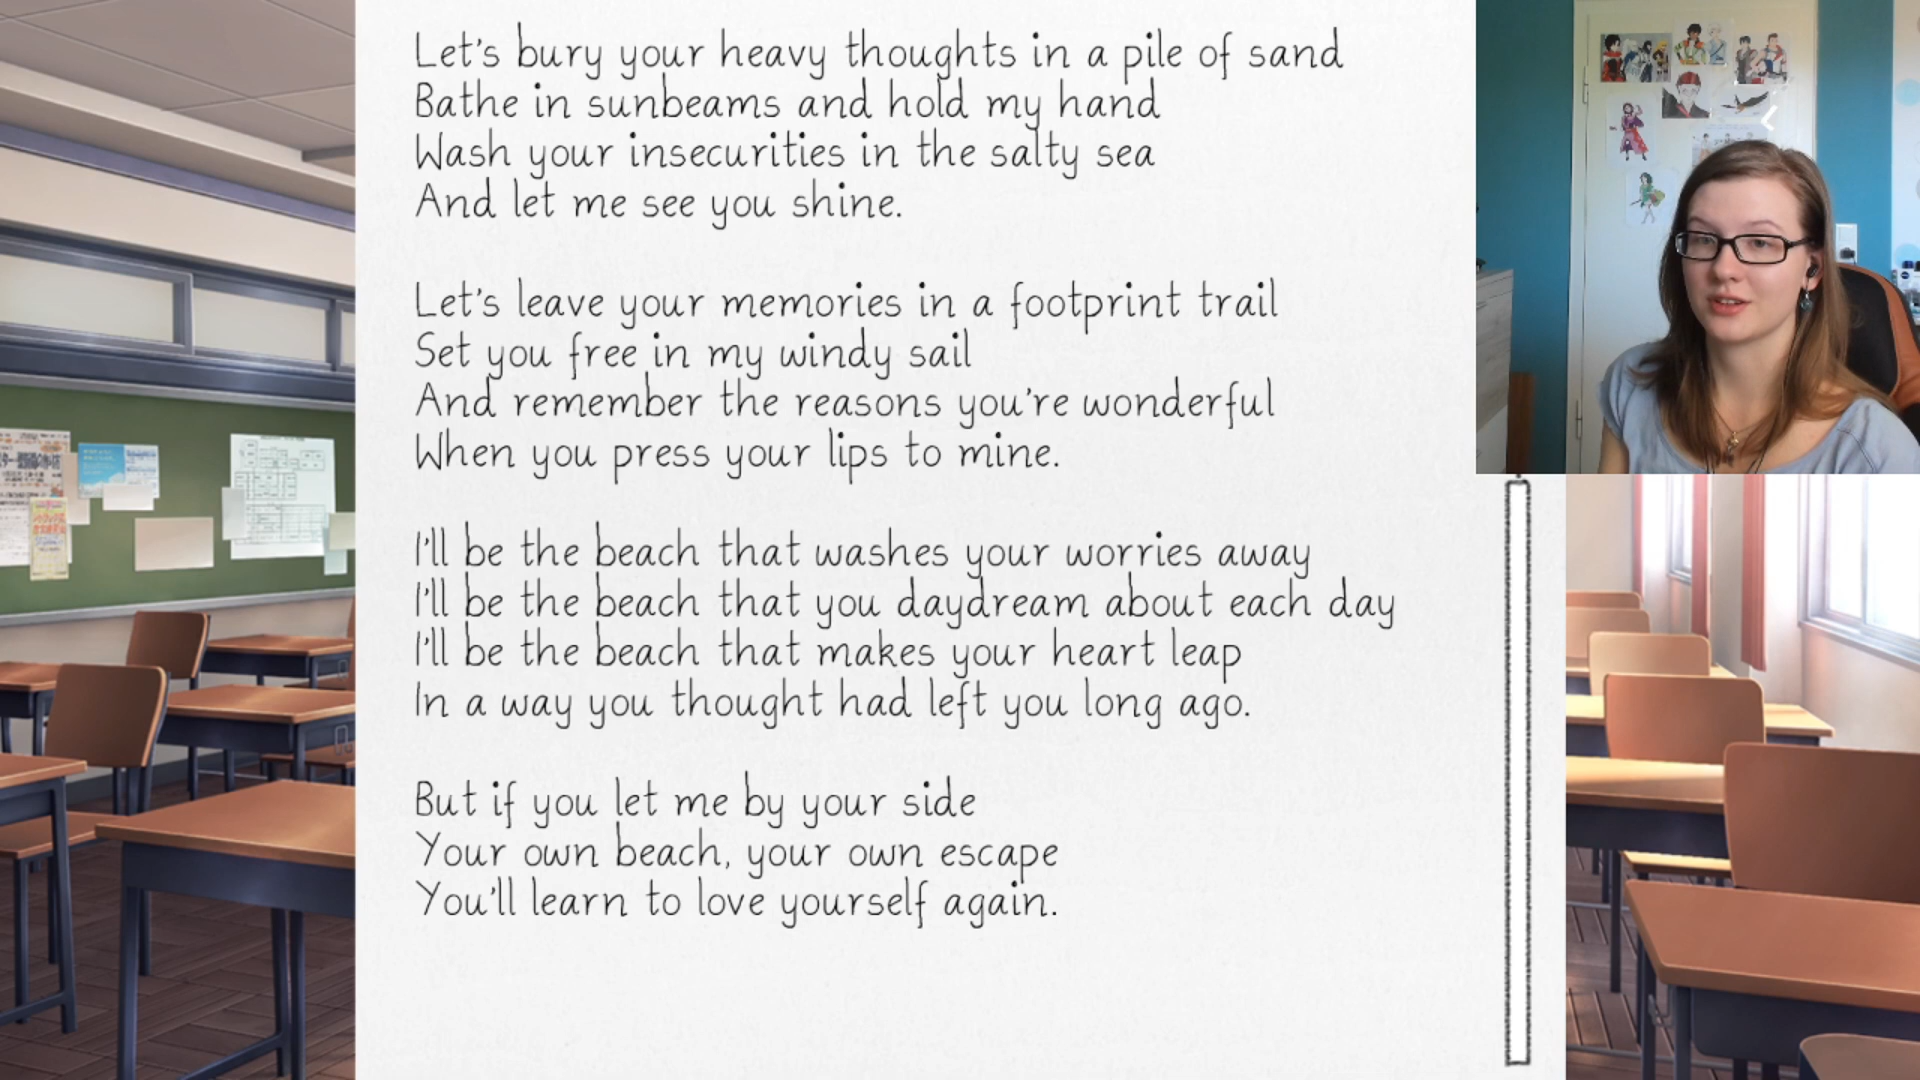 Let's bury your heavy thoughts in a pile of sand
Bathe in sunbeams and hold my hand
Wash your insecurities in the salty sea
And let me see you shine.
Let's leave your memories in a footprint trail
Set you free in my windy sail
And remember the reasons you're wonderful
When you press your lips to mine.
I'll be the beach that washes your worries away
I'll be the beach that you daydream about each day
I'll be the beach that makes your heart leap
In a way you thought had left you long ago.
But if you let me by your side
Your own beach, your own escape
You'll learn to love yourself again.